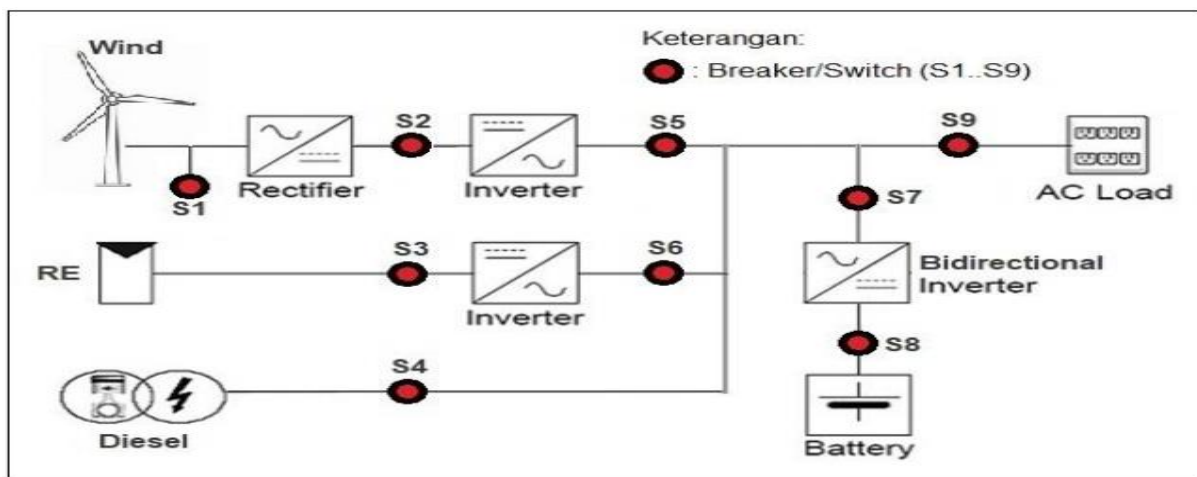 Wind
Keterangan:
: Breaker/Switch (S1..S9)
S2
S5
S9
S1
Rectifier
Inverter
AC Load
S7
RE
S3
S6
Inverter
Bidirectional
Inverter
S4
S8
Diesel
Battery